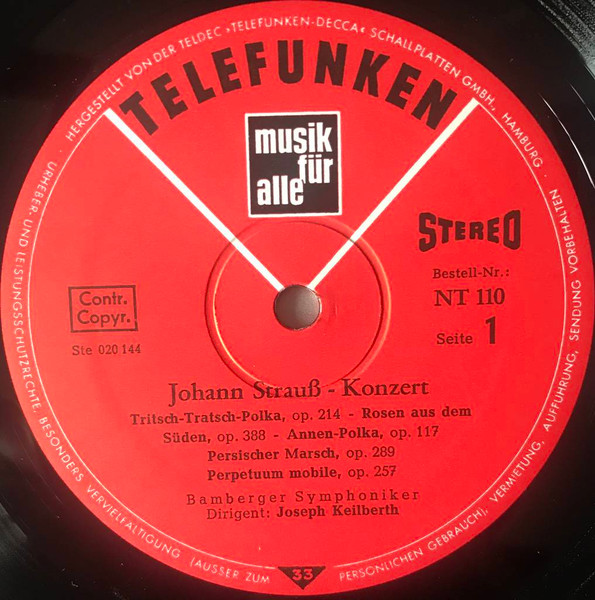 HERGESTELLT VON DER TELDEC »TELEFUNKEN-DECCA« SCHALLPLATTEN GMBH., HAMBURG
TELEFUNKEN
musik
für
alle
STEREO
Bestell-Nr.:
NT 110
Seite 1
Contr.
Copyr.
Ste 020 144
Johann Strauß - Konzert
Tritsch-Tratsch-Polka, op. 214 - Rosen aus dem
Süden, op. 388 - Annen-Polka, op. 117
Persischer Marsch, op. 289
Perpetuum mobile, op. 257
Bamberger Symphoniker
Dirigent: Joseph Keilberth
33
URHEBER- UND LEISTUNGSSCHUTZRECHTE, BESONDERS VERVIELFÄLTIGUNG (AUSSER ZUM PERSÖNLICHEN GEBRAUCH), VERMIETUNG, AUFFÜHRUNG, SENDUNG VORBEHALTEN